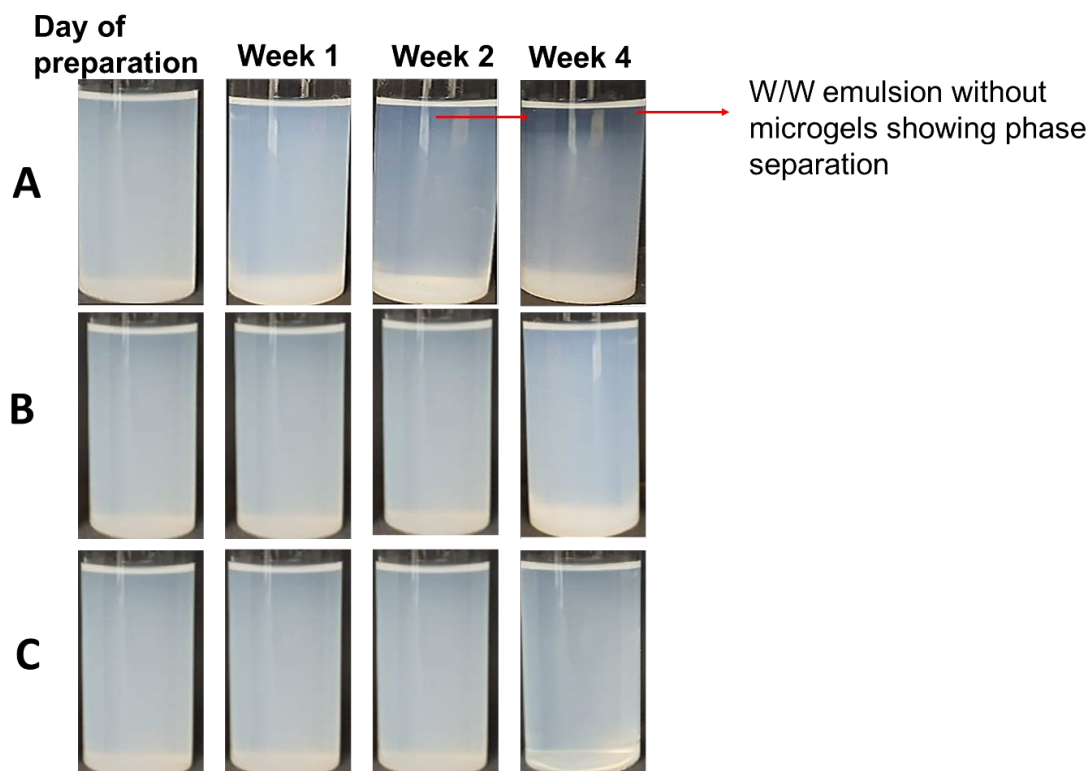 Day of
preparation
Week 1
Week 2
Week 4
W/W emulsion without
microgels showing phase
separation
A
B
C